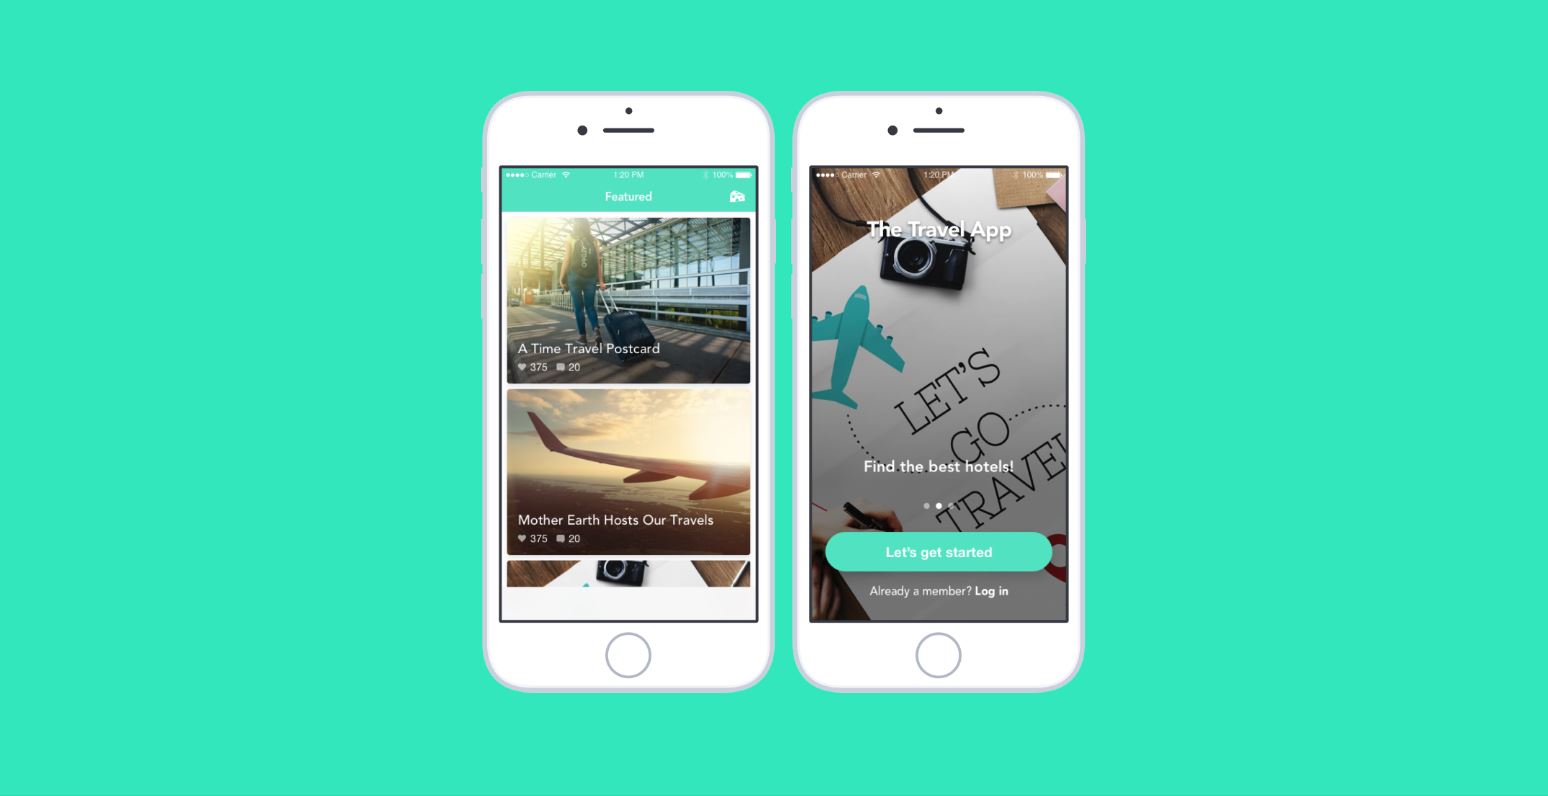 Carrier
1:20 PM
100%
Featured
A Time Travel Postcard
375
20
Mother Earth Hosts Our Travels
375
20
Carrier
1:20 PM
100%
The Travel App
LET'S
GO
TRAVEL
Find the best hotels!
Let's get started
Already a member? Log in